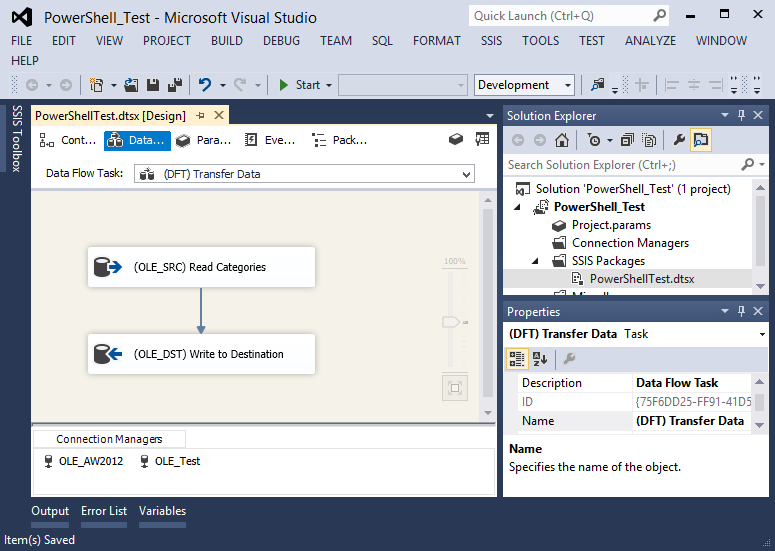 PowerShell_Test - Microsoft Visual Studio
Quick Launch (Ctrl+Q)
FILE EDIT VIEW PROJECT BUILD DEBUG TEAM SQL FORMAT SSIS TOOLS TEST ANALYZE WINDOW
HELP
Start
Development
SSIS Toolbox
PowerShellTest.dtsx [Design]
Cont... Data... Para... Eve... Pack...
Data Flow Task: (DFT) Transfer Data
(OLE_SRC) Read Categories
100%
(OLE_DST) Write to Destination
Connection Managers
OLE_AW2012 OLE_Test
Solution Explorer
Search Solution Explorer (Ctrl+;)
Solution 'PowerShell_Test' (1 project)
PowerShell_Test
Project.params
Connection Managers
SSIS Packages
PowerShellTest.dtsx
Properties
(DFT) Transfer Data Task
Description Data Flow Task
ID {75F6DD25-FF91-41D5
Name (DFT) Transfer Data
Name
Specifies the name of the object.
Output Error List Variables
Item(s) Saved